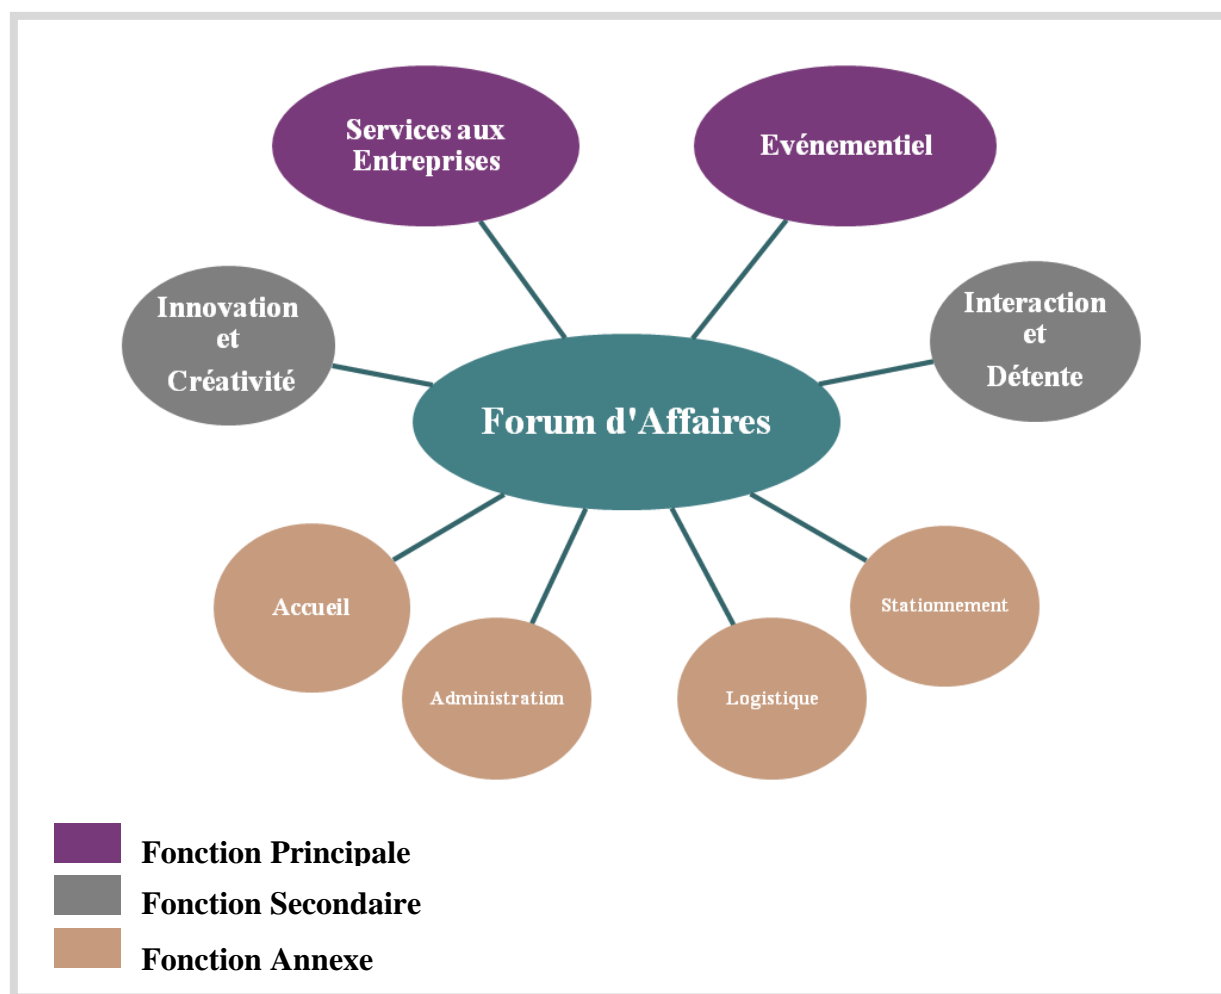 Services aux
Entreprises
Evénementiel
Innovation
et
Créativité
Interaction
et
Détente
Forum d'Affaires
Accueil
Stationnement
Administration
Logistique
Fonction Principale
Fonction Secondaire
Fonction Annexe